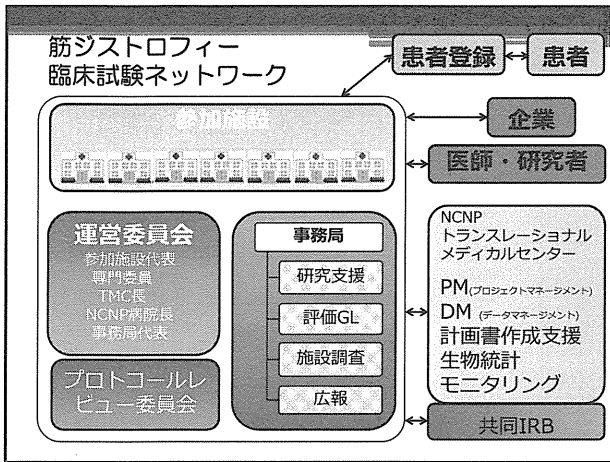 筋ジストロフィー
臨床試験ネットワーク
患者登録
患者
参加施設
企業
医師・研究者
運営委員会
参加施設代表
専門委員
TMC長
NCNP病院長
事務局代表
プロトコールレ
ビュー委員会
事務局
研究支援
評価GL
施設調査
広報
NCNP
トランスレーショナル
メディカルセンター
PM(プロジェクトマネージメント)
DM (データマネージメント)
計画書作成支援
生物統計
モニタリング
共同IRB